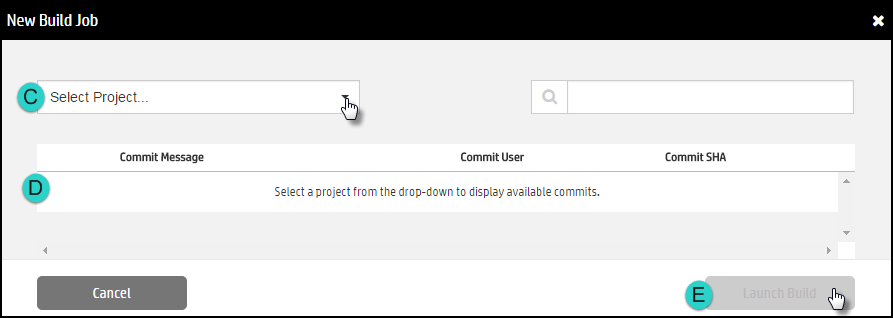 New Build Job
C Select Project...
Commit Message Commit User Commit SHA
D Select a project from the drop-down to display available commits.
Cancel E Launch Build